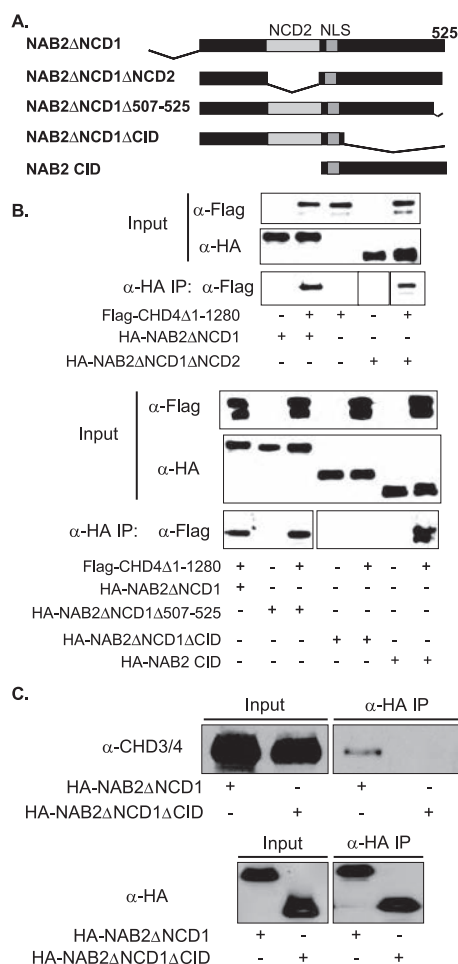 A.
NCD2 NLS
525
NAB2ΔNCD1
NAB2ΔNCD1ΔNCD2
NAB2ΔNCD1Δ507-525
NAB2ΔNCD1ΔCID
NAB2 CID
B.
Input
α-Flag
α-HA
α-HA IP: α-Flag
Flag-CHD4Δ1-1280 - + + - +
HA-NAB2ΔNCD1 + + - - -
HA-NAB2ΔNCD1ΔNCD2 - - - + +
Input
α-Flag
α-HA
α-HA IP: α-Flag
Flag-CHD4Δ1-1280 + - + - + - +
HA-NAB2ΔNCD1 + - - - - - -
HA-NAB2ΔNCD1Δ507-525 - + + - - - -
HA-NAB2ΔNCD1ΔCID - - - + + - -
HA-NAB2 CID - - - - - + +
C.
Input α-HA IP
α-CHD3/4
HA-NAB2ΔNCD1 + - + -
HA-NAB2ΔNCD1ΔCID - + - +
Input α-HA IP
α-HA
HA-NAB2ΔNCD1 + - + -
HA-NAB2ΔNCD1ΔCID - + - +